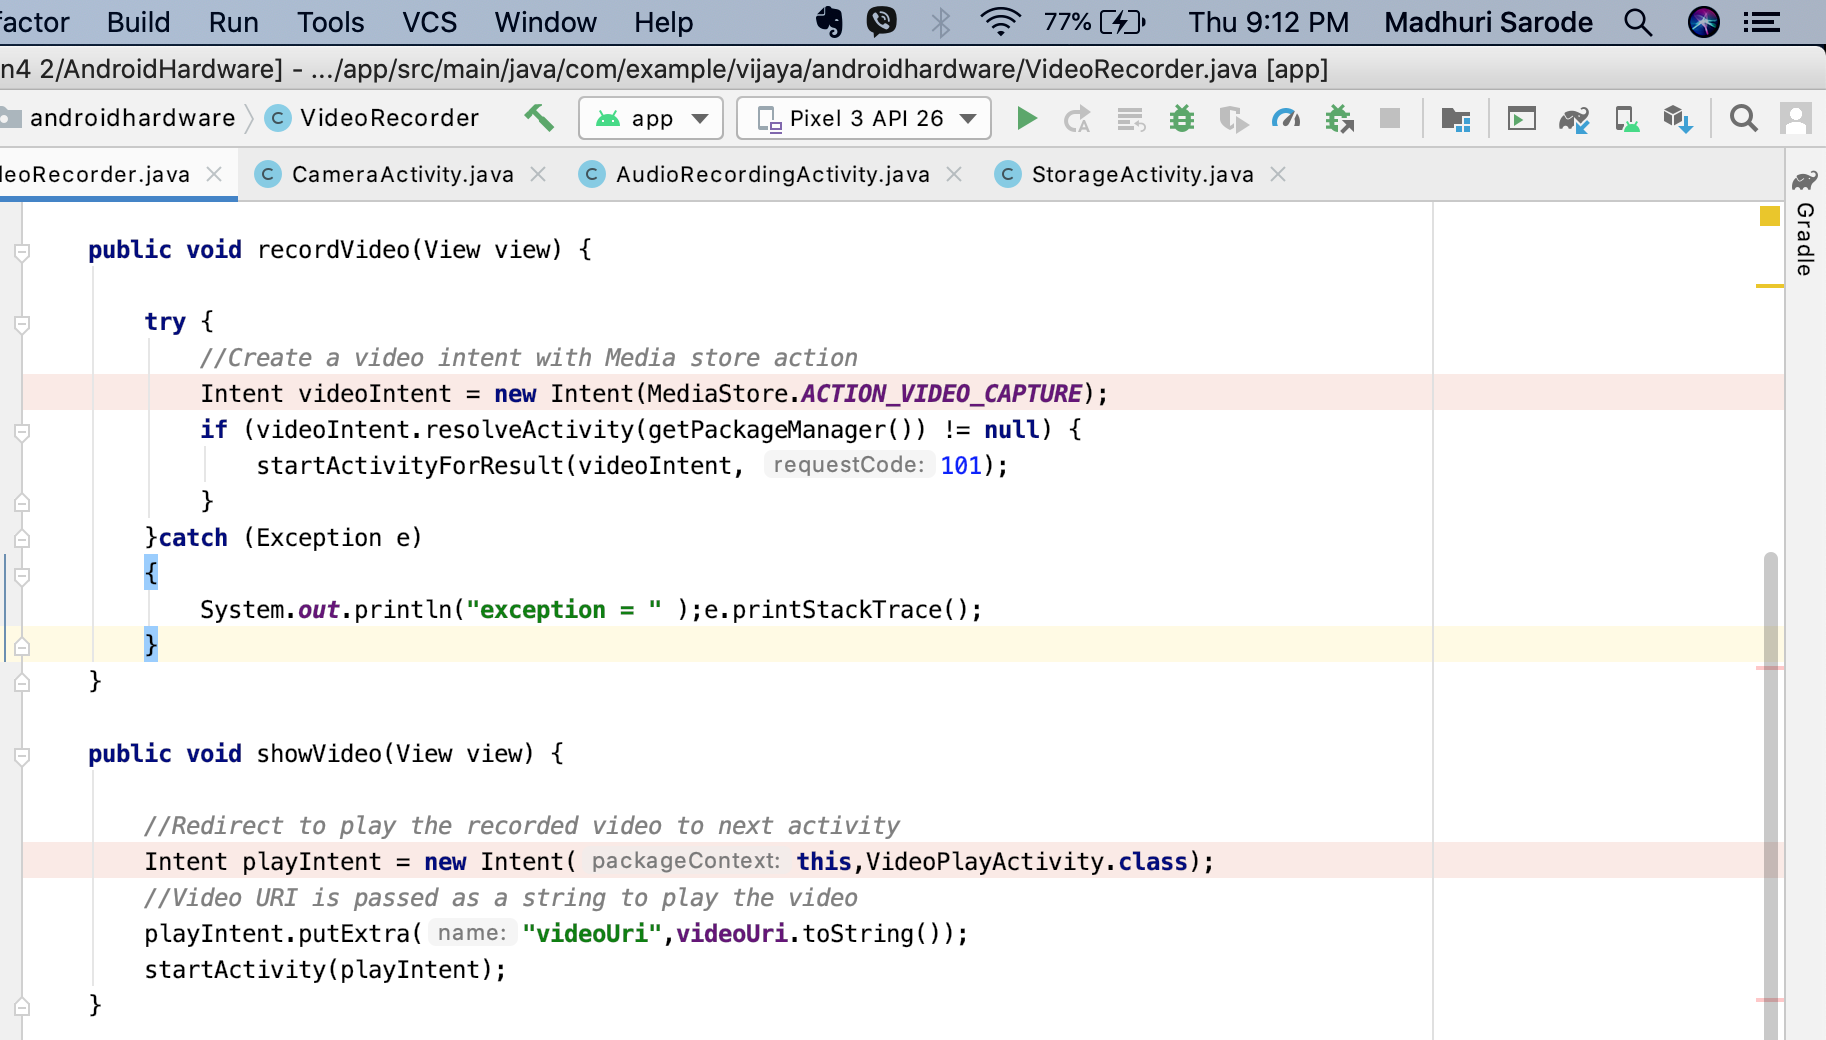 factor Build Run Tools VCS Window Help 77% Thu 9:12 PM Madhuri Sarode
n4 2/AndroidHardware] - .../app/src/main/java/com/example/vijaya/androidhardware/VideoRecorder.java [app]
androidhardware C VideoRecorder app Pixel 3 API 26
deoRecorder.java C CameraActivity.java C AudioRecordingActivity.java C StorageActivity.java
Gradle
public void recordVideo(View view) {
try {
//Create a video intent with Media store action
Intent videoIntent = new Intent(MediaStore.ACTION_VIDEO_CAPTURE);
if (videoIntent.resolveActivity(getPackageManager()) != null) {
startActivityForResult(videoIntent, requestCode: 101);
}
}catch (Exception e)
{
System.out.println("exception = " );e.printStackTrace();
}
}
public void showVideo(View view) {
//Redirect to play the recorded video to next activity
Intent playIntent = new Intent( packageContext: this,VideoPlayActivity.class);
//Video URI is passed as a string to play the video
playIntent.putExtra( name: "videoUri",videoUri.toString());
startActivity(playIntent);
}